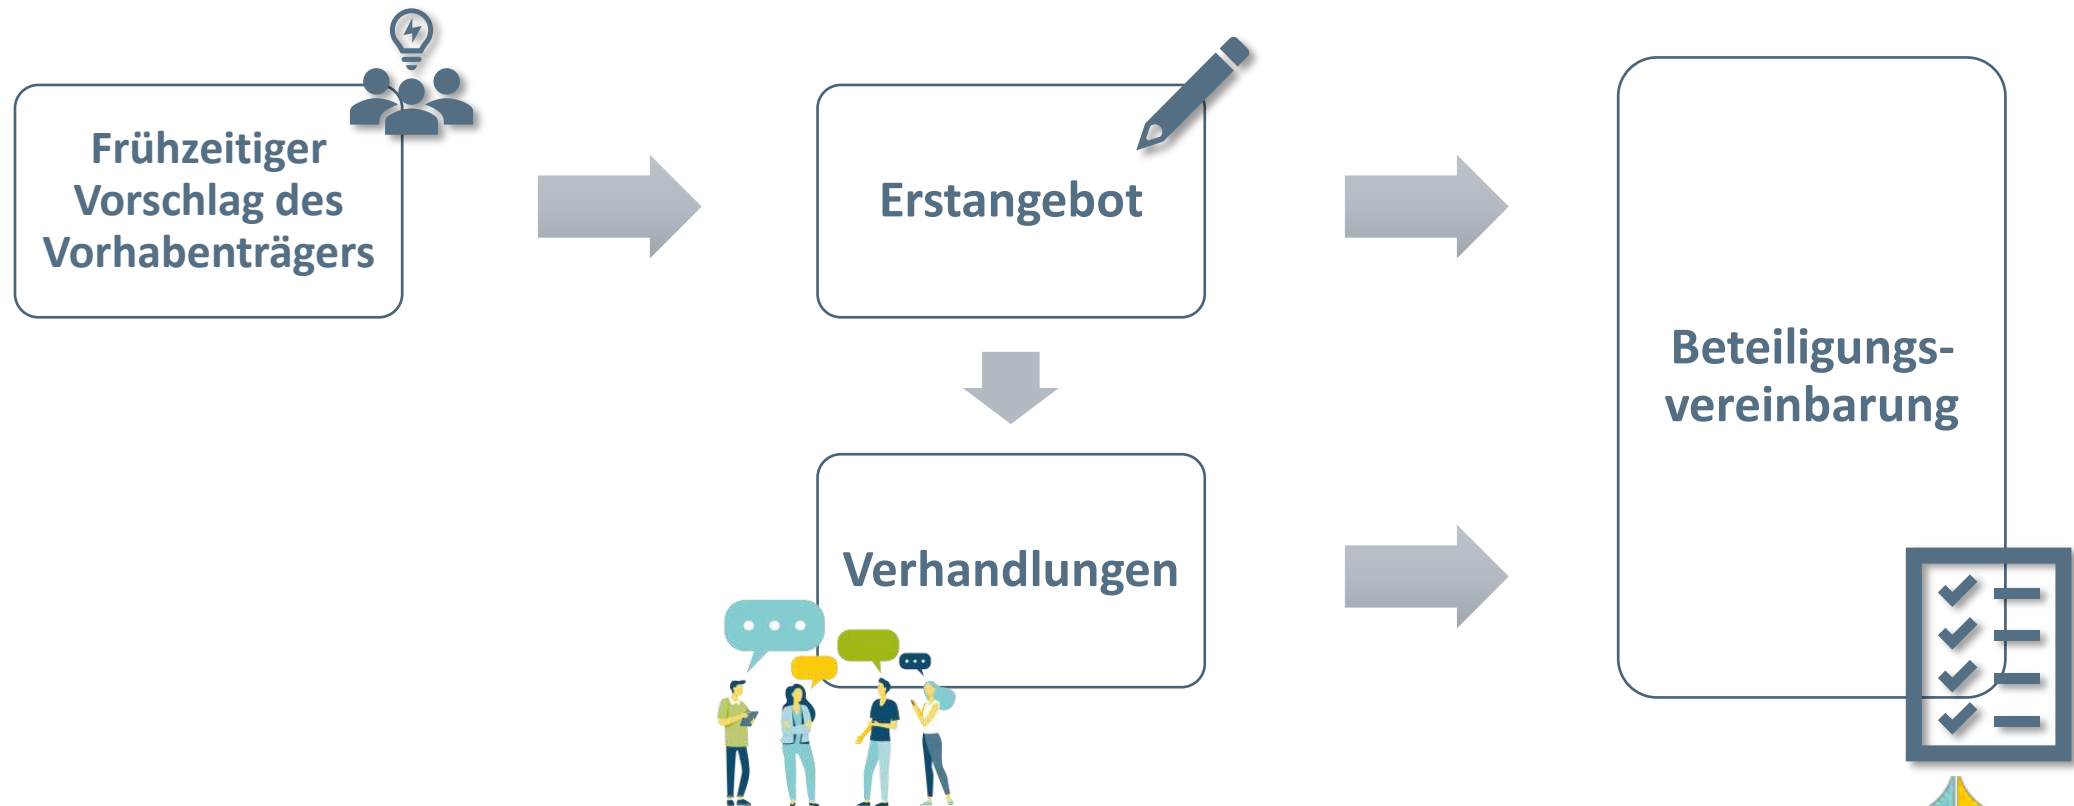 Frühzeitiger
Vorschlag des
Vorhabenträgers
Erstangebot
Verhandlungen
Beteiligungs-
vereinbarung